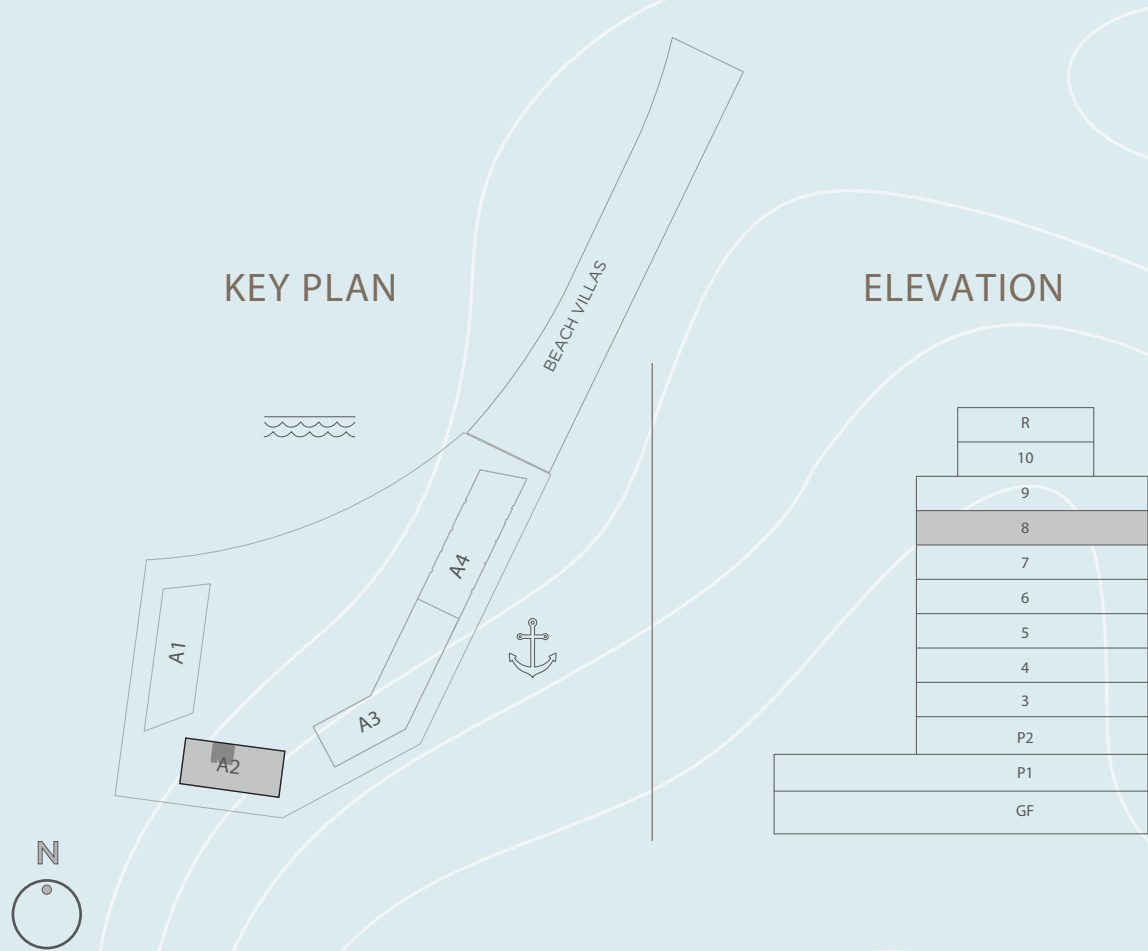 KEY PLAN
BEACH VILLAS
A4
A1
A3
A2
N
ELEVATION
R
10
9
8
7
6
5
4
3
P2
P1
GF